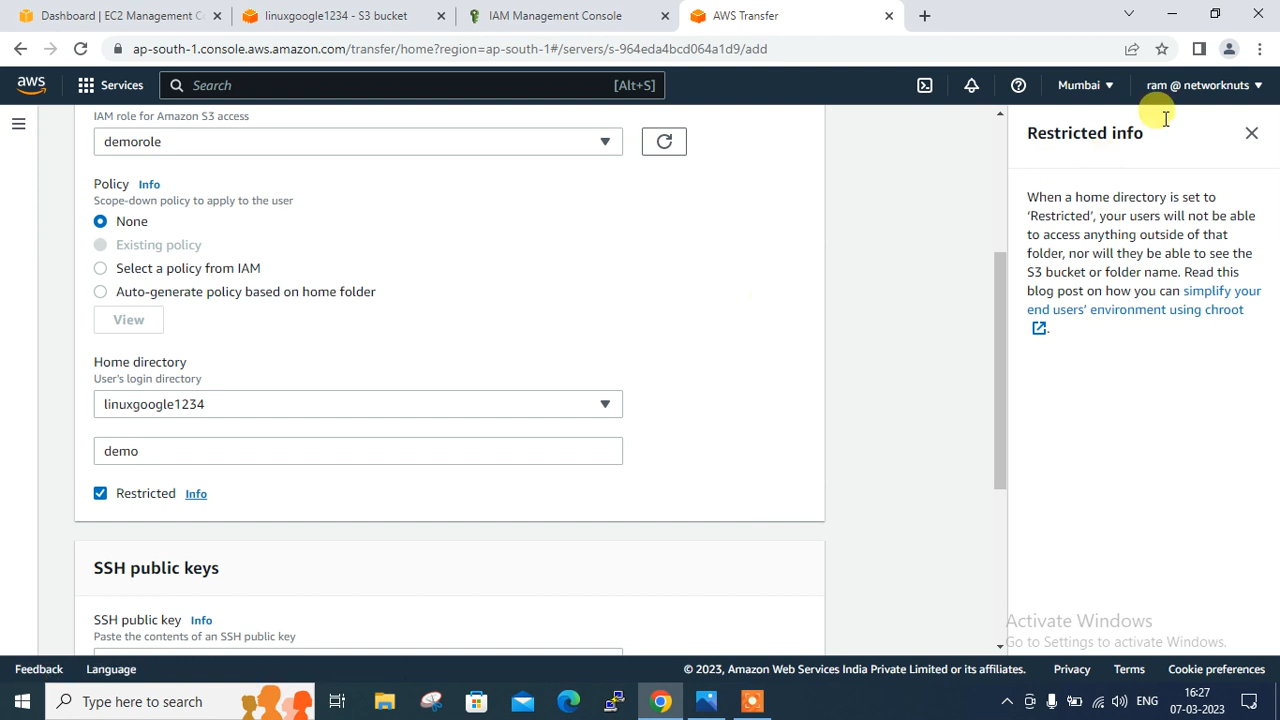 Dashboard | EC2 Management Co
linuxgoogle1234 - S3 bucket
IAM Management Console
AWS Transfer
ap-south-1.console.aws.amazon.com/transfer/home?region=ap-south-1#/servers/s-964eda4bcd064a1d9/add
aws
Services
Search
[Alt+S]
Mumbai
ram @ networknuts
IAM role for Amazon S3 access
demorole
Policy Info
Scope-down policy to apply to the user
None
Existing policy
Select a policy from IAM
Auto-generate policy based on home folder
View
Home directory
User's login directory
linuxgoogle1234
demo
Restricted Info
SSH public keys
SSH public key Info
Paste the contents of an SSH public key
Restricted info
When a home directory is set to
'Restricted', your users will not be able
to access anything outside of that
folder, nor will they be able to see the
S3 bucket or folder name. Read this
blog post on how you can simplify your
end users' environment using chroot
.
Activate Windows
Go to Settings to activate Windows.
Feedback
Language
© 2023, Amazon Web Services India Private Limited or its affiliates.
Privacy
Terms
Cookie preferences
Type here to search
ENG
16:27
07-03-2023